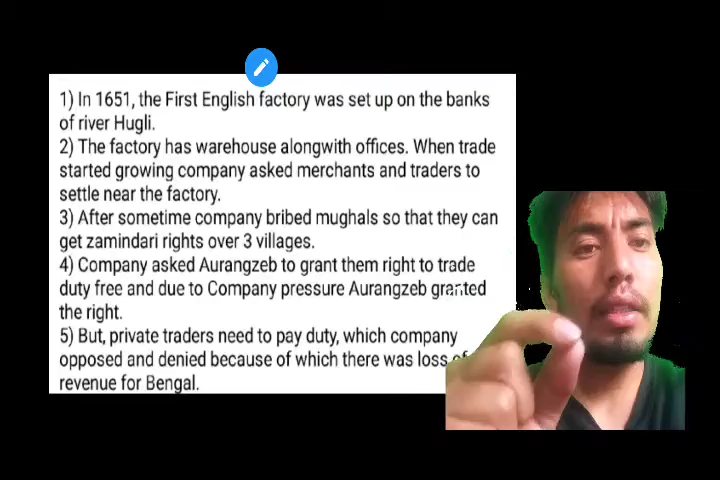 1) In 1651, the First English factory was set up on the banks
of river Hugli.
2) The factory has warehouse alongwith offices. When trade
started growing company asked merchants and traders to
settle near the factory.
3) After sometime company bribed mughals so that they can
get zamindari rights over 3 villages.
4) Company asked Aurangzeb to grant them right to trade
duty free and due to Company pressure Aurangzeb granted
the right.
5) But, private traders need to pay duty, which company
opposed and denied because of which there was loss of
revenue for Bengal.